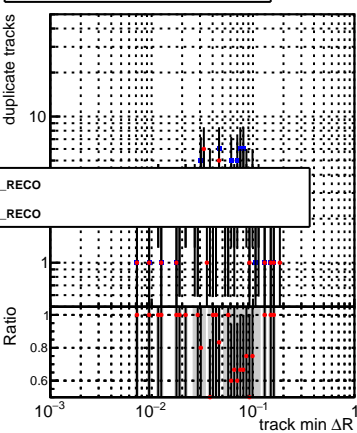 duplicate tracks
10
_RECO
_RECO
1
Ratio
1
0.8
0.6
10−3 10−2 10−1 1
track min ΔR